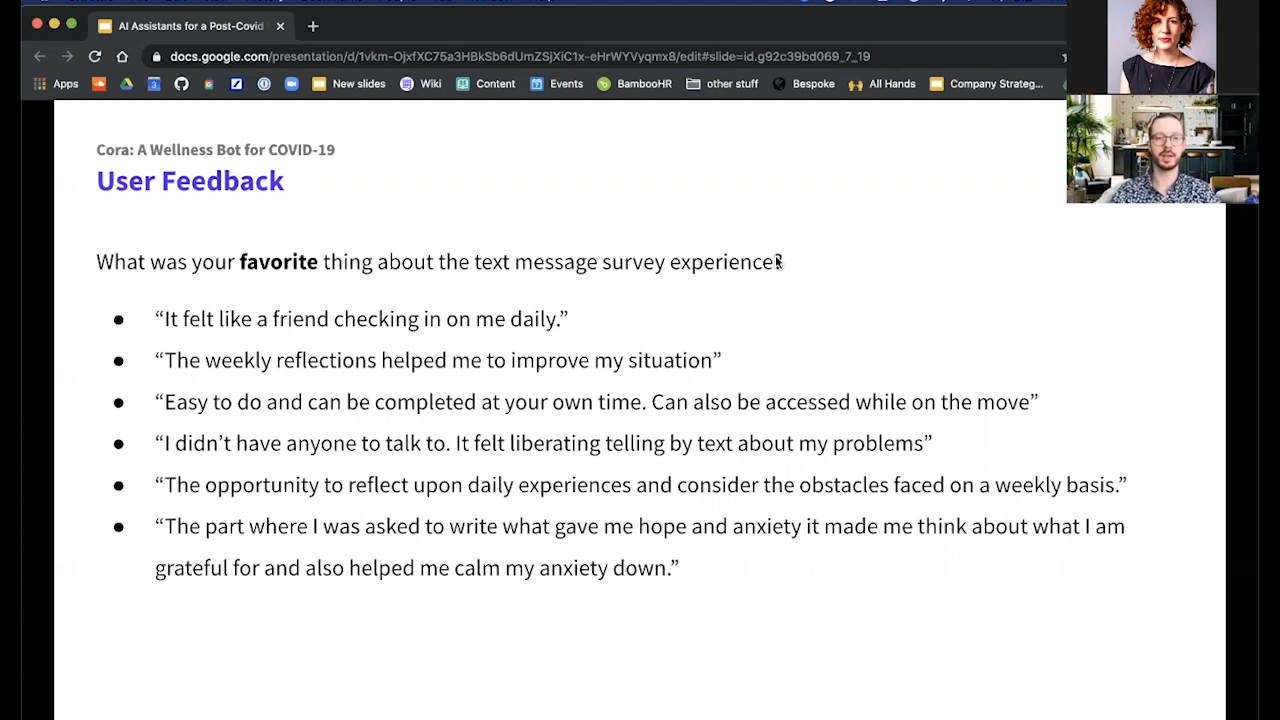 AI Assistants for a Post-Covid
docs.google.com/presentation/d/1vkm-OjxfXC75a3HBkSb6dUmZSjXiC1x-eHrWYVyqmx8/edit#slide=id.g92c39bd069_7_19
Apps New slides Wiki Content Events BambooHR other stuff Bespoke All Hands Company Strateg...
Cora: A Wellness Bot for COVID-19
User Feedback
What was your favorite thing about the text message survey experience?
● “It felt like a friend checking in on me daily.”
● “The weekly reflections helped me to improve my situation”
● “Easy to do and can be completed at your own time. Can also be accessed while on the move”
● “I didn’t have anyone to talk to. It felt liberating telling by text about my problems”
● “The opportunity to reflect upon daily experiences and consider the obstacles faced on a weekly basis.”
● “The part where I was asked to write what gave me hope and anxiety it made me think about what I am
grateful for and also helped me calm my anxiety down.”